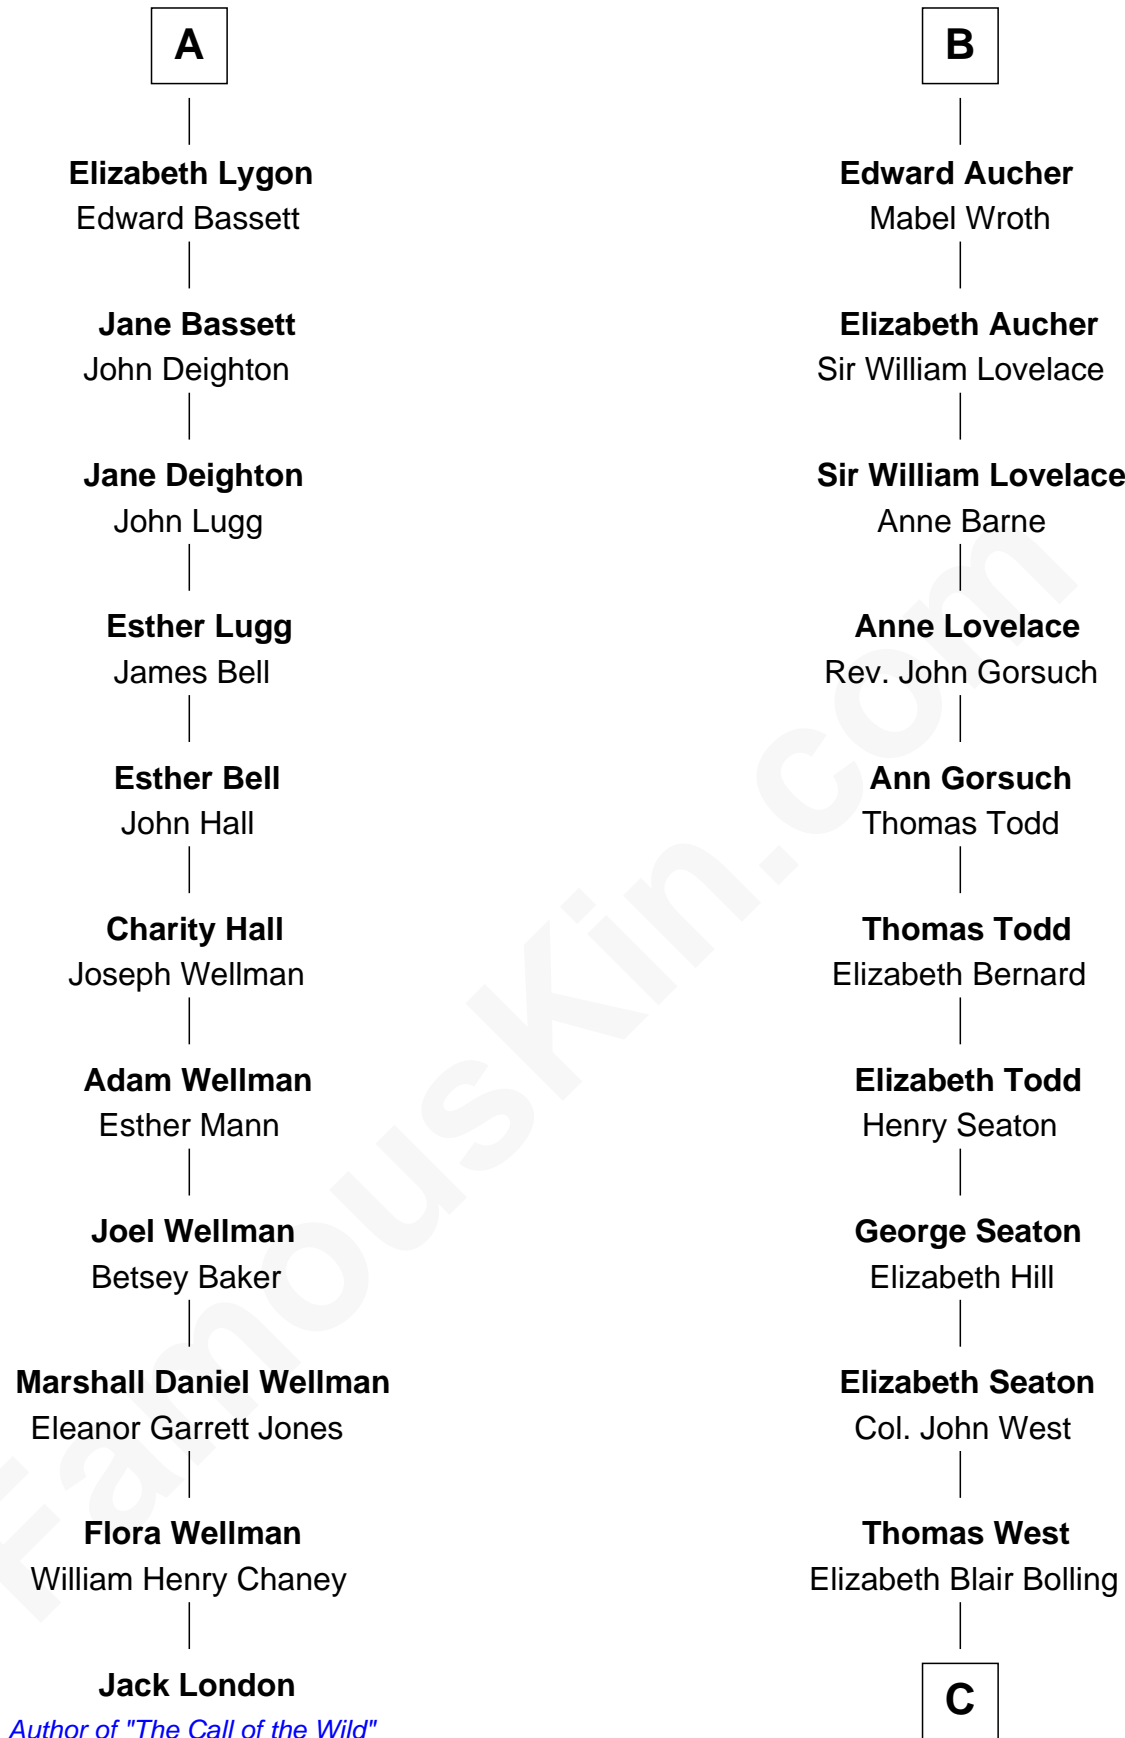 A
Elizabeth Lygon
Edward Bassett
Jane Bassett
John Deighton
Jane Deighton
John Lugg
Esther Lugg
James Bell
Esther Bell
John Hall
Charity Hall
Joseph Wellman
Adam Wellman
Esther Mann
Joel Wellman
Betsey Baker
Marshall Daniel Wellman
Eleanor Garrett Jones
Flora Wellman
William Henry Chaney
Jack London
Author of "The Call of the Wild"
B
Edward Aucher
Mabel Wroth
Elizabeth Aucher
Sir William Lovelace
Sir William Lovelace
Anne Barne
Anne Lovelace
Rev. John Gorsuch
Ann Gorsuch
Thomas Todd
Thomas Todd
Elizabeth Bernard
Elizabeth Todd
Henry Seaton
George Seaton
Elizabeth Hill
Elizabeth Seaton
Col. John West
Thomas West
Elizabeth Blair Bolling
C
FamousKin.com